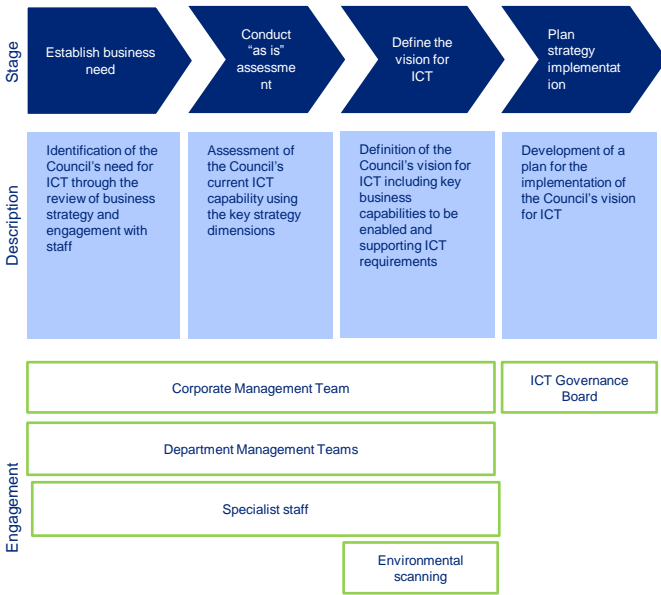 Stage
Establish business
need
Conduct
“as is”
assessme
nt
Define the
vision for
ICT
Plan
strategy
implementat
ion
Description
Identification of the
Council’s need for
ICT through the
review of business
strategy and
engagement with
staff
Assessment of
the Council’s
current ICT
capability using
the key strategy
dimensions
Definition of the
Council’s vision for
ICT including key
business
capabilities to be
enabled and
supporting ICT
requirements
Development of a
plan for the
implementation of
the Council’s vision
for ICT
Engagement
Corporate Management Team
ICT Governance
Board
Department Management Teams
Specialist staff
Environmental
scanning